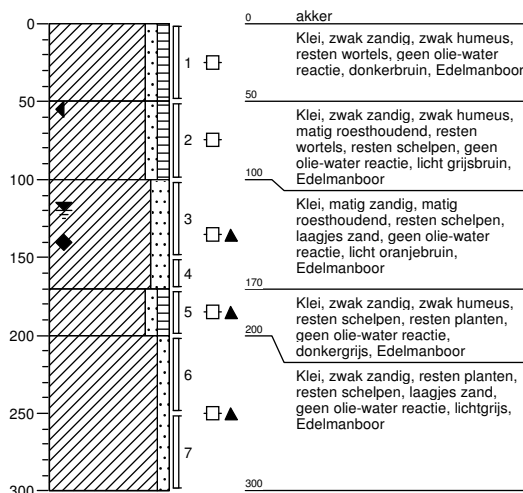 0
50
100
150
200
250
300
1
2
3
4
5
6
7
0 akker
Klei, zwak zandig, zwak humeus,
resten wortels, geen olie-water
reactie, donkerbruin, Edelmanboor
50
Klei, zwak zandig, zwak humeus,
matig roesthoudend, resten
wortels, resten schelpen, geen
olie-water reactie, licht grijsbruin,
Edelmanboor
100
Klei, matig zandig, matig
roesthoudend, resten schelpen,
laagjes zand, geen olie-water
reactie, licht oranjebruin,
Edelmanboor
170
Klei, zwak zandig, zwak humeus,
resten schelpen, resten planten,
geen olie-water reactie,
donkergrijs, Edelmanboor
200
Klei, zwak zandig, resten planten,
resten schelpen, laagjes zand,
geen olie-water reactie, lichtgrijs,
Edelmanboor
300